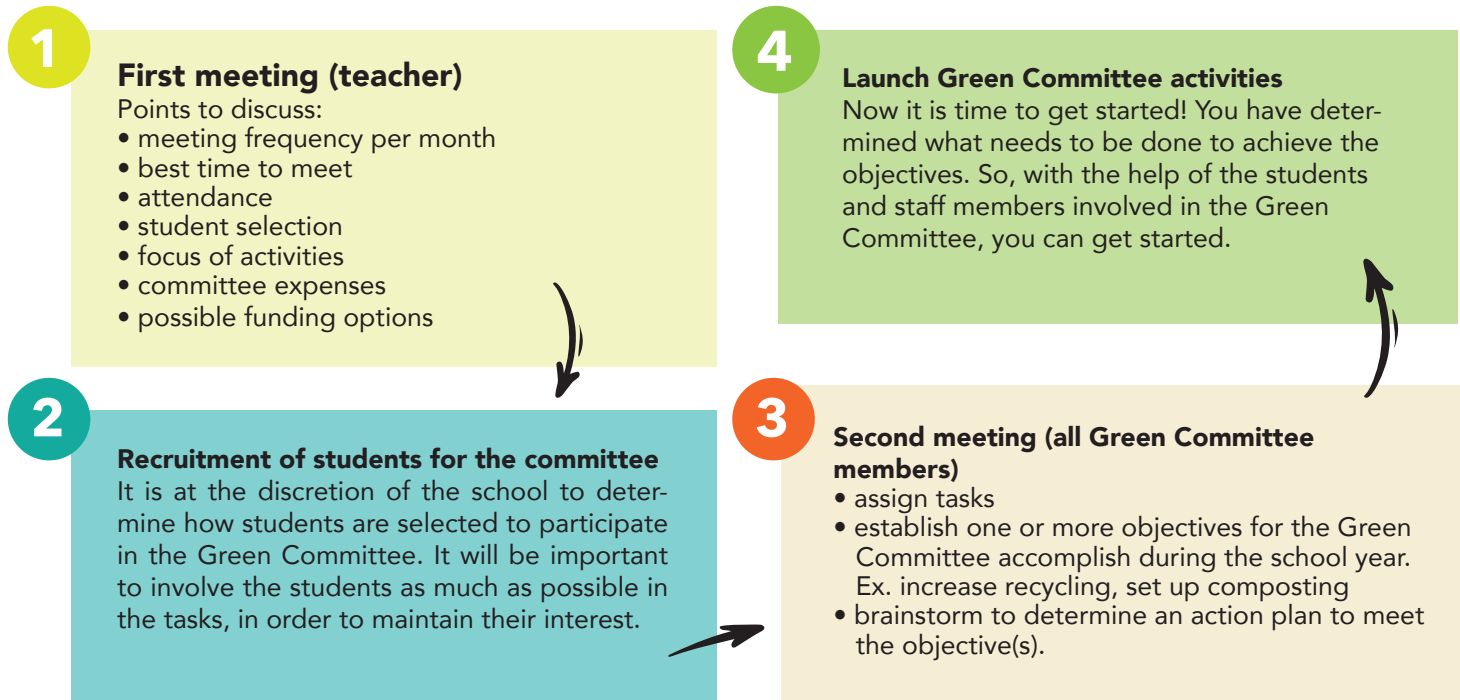 1
First meeting (teacher)
Points to discuss:
• meeting frequency per month
• best time to meet
• attendance
• student selection
• focus of activities
• committee expenses
• possible funding options
2
Recruitment of students for the committee
It is at the discretion of the school to deter-
mine how students are selected to participate
in the Green Committee. It will be important
to involve the students as much as possible in
the tasks, in order to maintain their interest.
3
Second meeting (all Green Committee
members)
• assign tasks
• establish one or more objectives for the Green
Committee accomplish during the school year.
Ex. increase recycling, set up composting
• brainstorm to determine an action plan to meet
the objective(s).
4
Launch Green Committee activities
Now it is time to get started! You have deter-
mined what needs to be done to achieve the
objectives. So, with the help of the students
and staff members involved in the Green
Committee, you can get started.